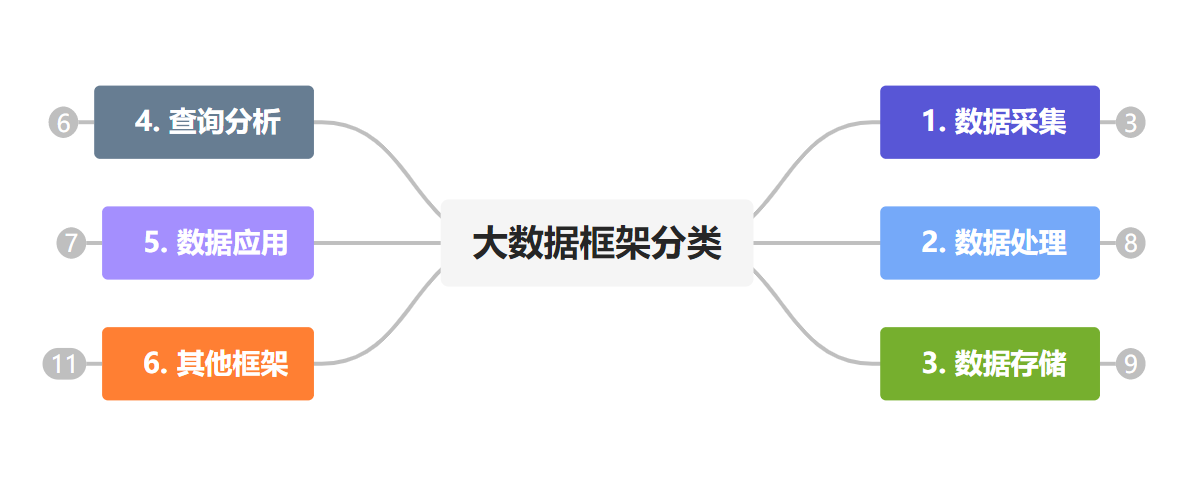 大数据框架分类
1. 数据采集
3
2. 数据处理
8
3. 数据存储
9
4. 查询分析
6
5. 数据应用
7
6. 其他框架
11